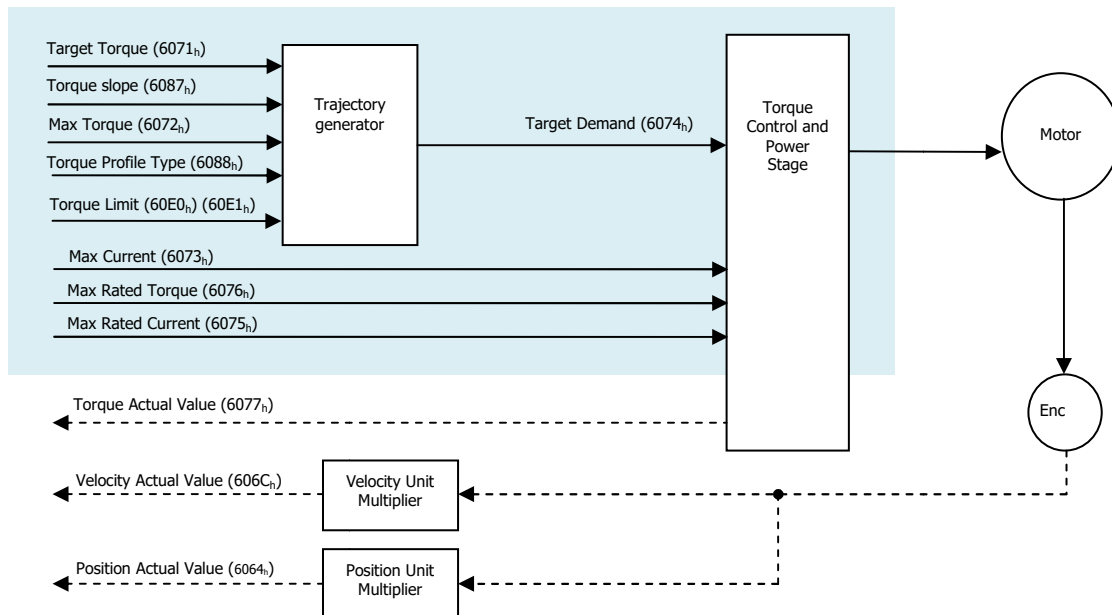 Target Torque (6071h)
Torque slope (6087h)
Max Torque (6072h)
Torque Profile Type (6088h)
Torque Limit (60E0h) (60E1h)
Trajectory
generator
Target Demand (6074h)
Torque
Control and
Power
Stage
Motor
Max Current (6073h)
Max Rated Torque (6076h)
Max Rated Current (6075h)
Torque Actual Value (6077h)
Enc
Velocity Actual Value (606Ch)
Velocity Unit
Multiplier
Position Actual Value (6064h)
Position Unit
Multiplier